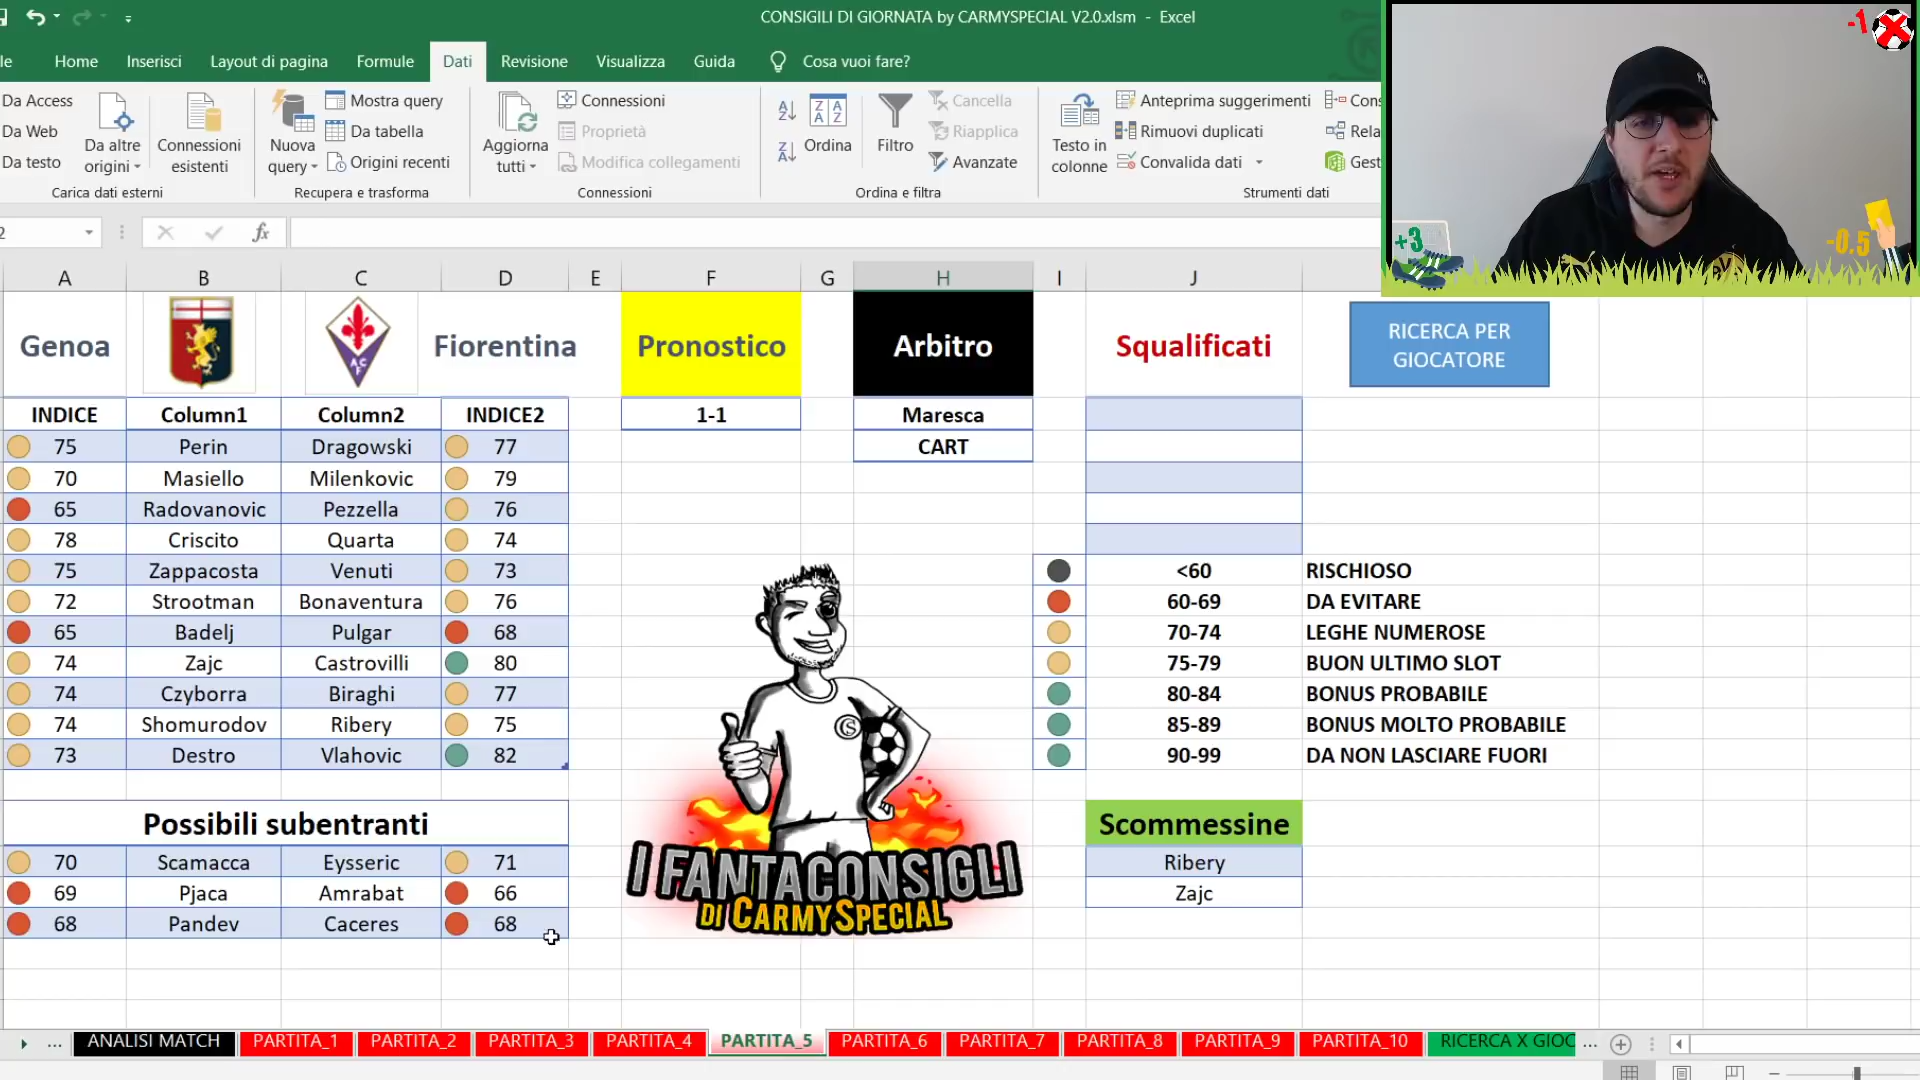 CONSIGILI DI GIORNATA by CARMYSPECIAL V2.0.xlsm - Excel
le Home Inserisci Layout di pagina Formule Dati Revisione Visualizza Guida Cosa vuoi fare?
Da Access
Da Web
Da testo
Da altre
origini
Connessioni
esistenti
Carica dati esterni
Nuova
query
Mostra query
Da tabella
Origini recenti
Recupera e trasforma
Aggiorna
tutti
Connessioni
Proprietà
Modifica collegamenti
Connessioni
Ordina
Filtro
Cancella
Riapplica
Avanzate
Ordina e filtra
Testo in
colonne
Anteprima suggerimenti
Rimuovi duplicati
Convalida dati
Cons
Rela
Gest
Strumenti dati
-1
+3
-0.5
2 fx
A B C D E F G H I J
Genoa Fiorentina Pronostico Arbitro Squalificati RICERCA PER
GIOCATORE
INDICE Column1 Column2 INDICE2 1-1 Maresca
75 Perin Dragowski 77 CART
70 Masiello Milenkovic 79
65 Radovanovic Pezzella 76
78 Criscito Quarta 74
75 Zappacosta Venuti 73 <60 RISCHIOSO
72 Strootman Bonaventura 76 60-69 DA EVITARE
65 Badelj Pulgar 68 70-74 LEGHE NUMEROSE
74 Zajc Castrovilli 80 75-79 BUON ULTIMO SLOT
74 Czyborra Biraghi 77 80-84 BONUS PROBABILE
74 Shomurodov Ribery 75 85-89 BONUS MOLTO PROBABILE
73 Destro Vlahovic 82 90-99 DA NON LASCIARE FUORI
Possibili subentranti Scommessine
70 Scamacca Eysseric 71 Ribery
69 Pjaca Amrabat 66 Zajc
68 Pandev Caceres 68
I FANTACONSIGLI
DI CARMYSPECIAL
... ANALISI MATCH PARTITA_1 PARTITA_2 PARTITA_3 PARTITA_4 PARTITA_5 PARTITA_6 PARTITA_7 PARTITA_8 PARTITA_9 PARTITA_10 RICERCA X GIOC ...